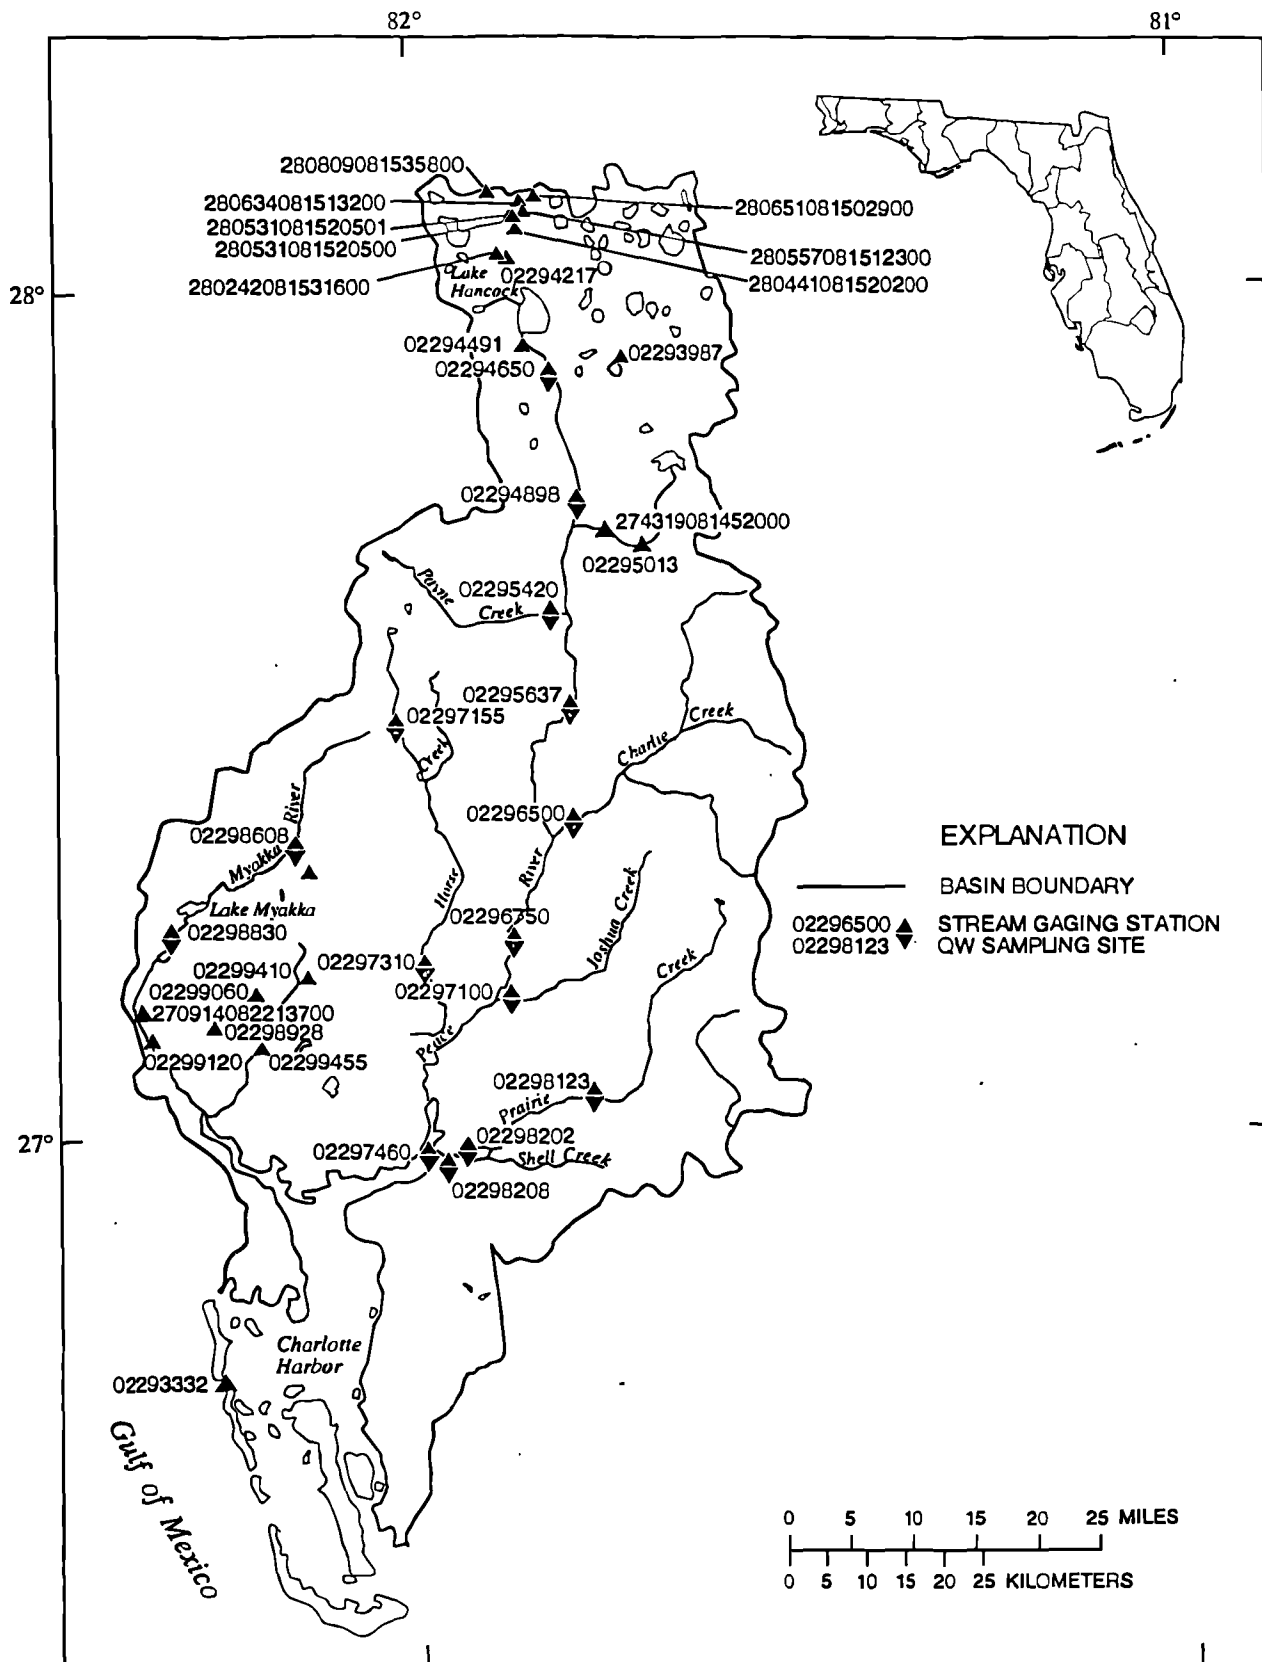 82°
81°
280809081535800
280634081513200
280651081502900
280531081520501
280531081520500
280557081512300
280242081531600
280441081520200
Lake
Hancock
02294217
28°
02294491
02293987
02294650
02294898
274319081452000
02295013
02295420
Payne
Creek
02295637
02297155
Creek
Charlie
Creek
02296500
River
02298608
Myakka
EXPLANATION
BASIN BOUNDARY
02296500
STREAM GAGING STATION
02298123
QW SAMPLING SITE
Horse
River
Joshua Creek
Lake Myakka
02296750
02298830
02299410
02297310
Creek
02299060
02297100
270914082213700
02298928
Peace
02299120
02299455
02298123
Prairie
27°
02297460
02298202
Shell Creek
02298208
Charlotte
Harbor
02293332
Gulf of Mexico
0 5 10 15 20 25 MILES
0 5 10 15 20 25 KILOMETERS